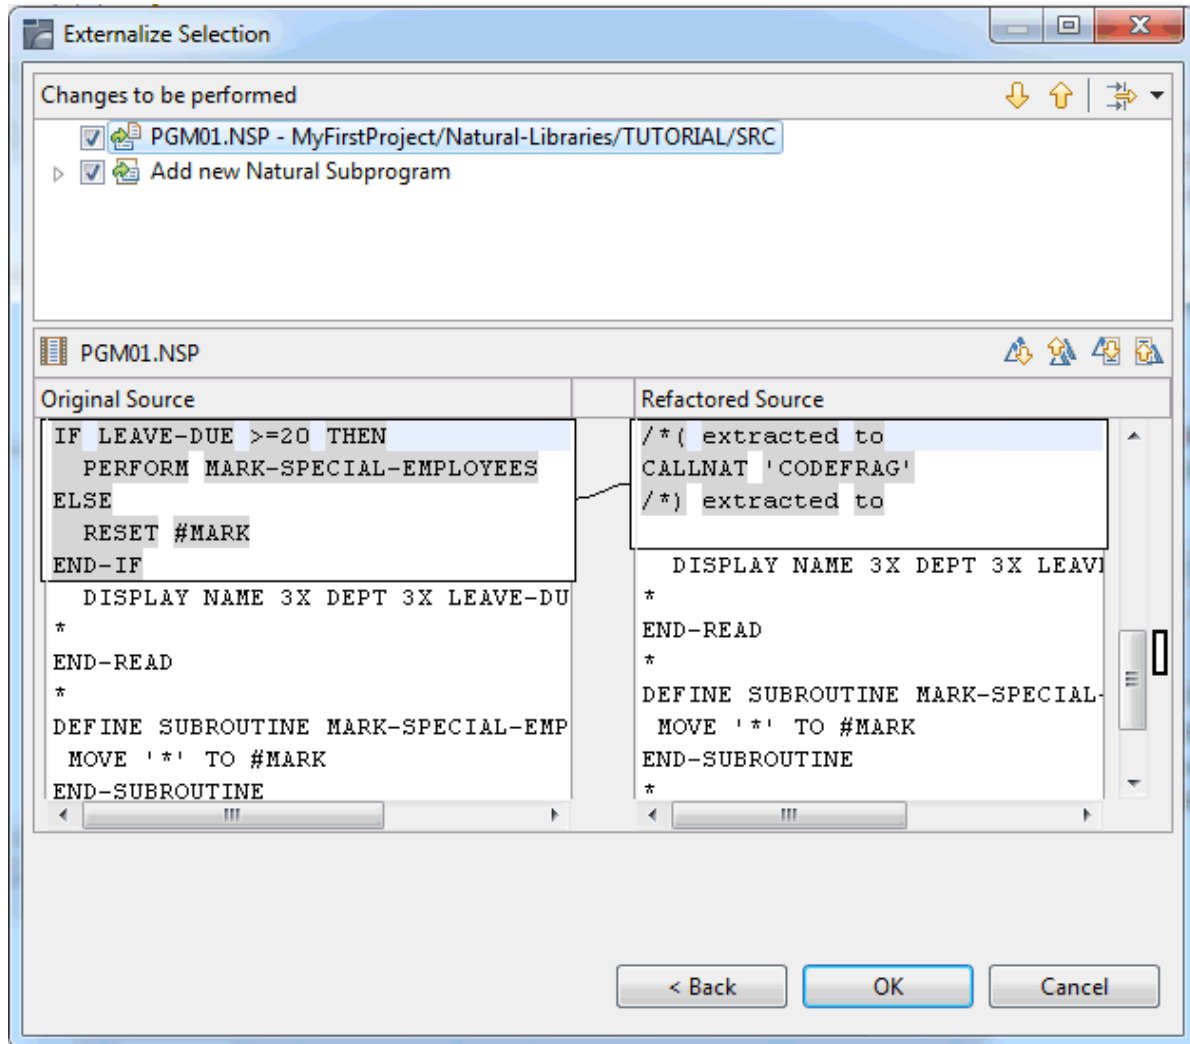 Externalize Selection
Changes to be performed
PGM01.NSP - MyFirstProject/Natural-Libraries/TUTORIAL/SRC
Add new Natural Subprogram
PGM01.NSP
Original Source
IF LEAVE-DUE >=20 THEN
PERFORM MARK-SPECIAL-EMPLOYEES
ELSE
RESET #MARK
END-IF
DISPLAY NAME 3X DEPT 3X LEAVE-DU
*
END-READ
*
DEFINE SUBROUTINE MARK-SPECIAL-EMP
MOVE '*' TO #MARK
END-SUBROUTINE
Refactored Source
/*( extracted to
CALLNAT 'CODEFRAG'
/*) extracted to
DISPLAY NAME 3X DEPT 3X LEAV
*
END-READ
*
DEFINE SUBROUTINE MARK-SPECIAL-
MOVE '*' TO #MARK
END-SUBROUTINE
*
< Back
OK
Cancel